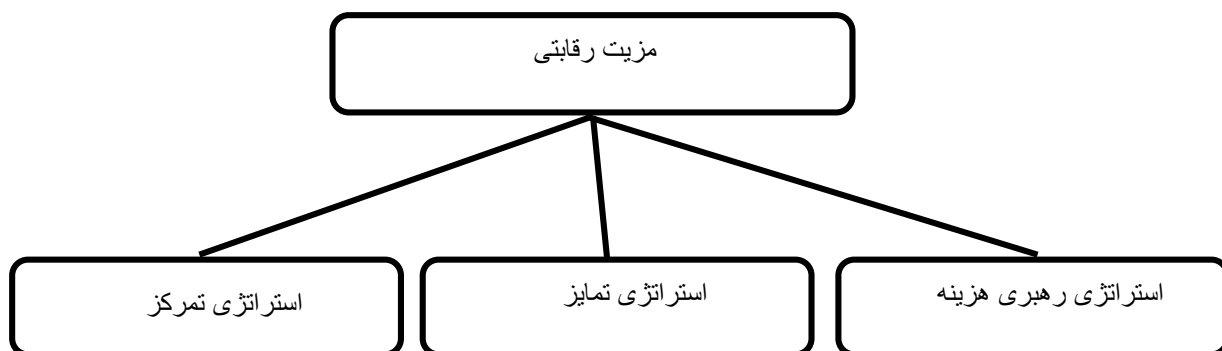 مزیت رقابتی
استراتژی رهبری هزینه
استراتژی تمایز
استراتژی تمرکز